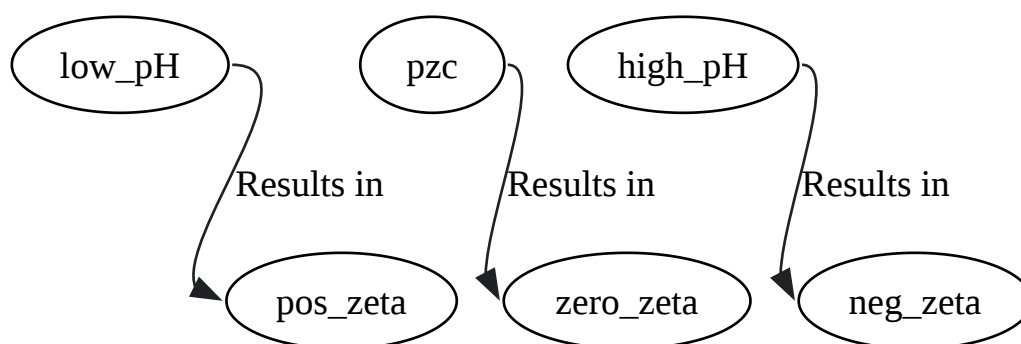 low_pH pzc high_pH
Results in Results in Results in
pos_zeta zero_zeta neg_zeta